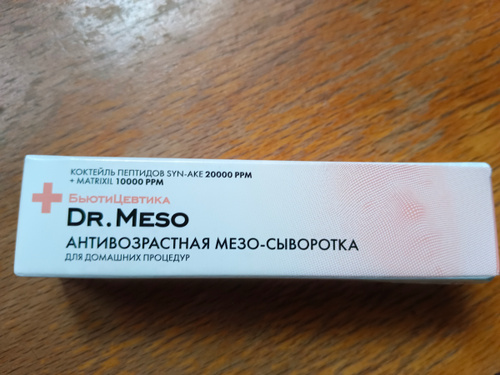 КОКТЕЙЛЬ ПЕПТИДОВ SYN-AKE 20000 PPM
+ MATRIXIL 10000 PPM
БьютиЦевтика
DR. MESO
АНТИВОЗРАСТНАЯ МЕЗО-СЫВОРОТКА
ДЛЯ ДОМАШНИХ ПРОЦЕДУР